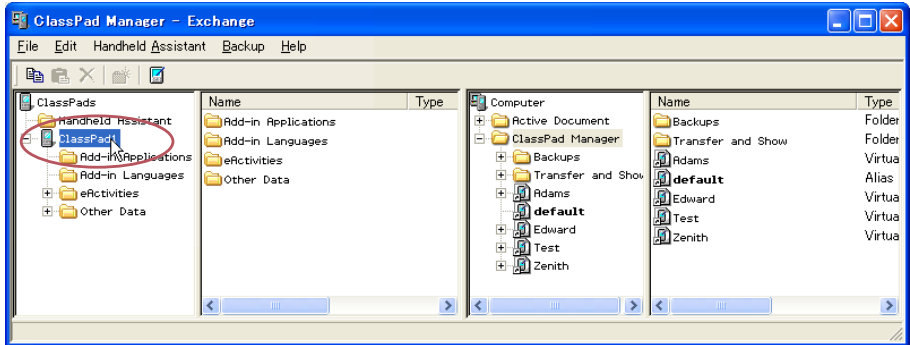 ClassPad Manager - Exchange
File Edit Handheld Assistant Backup Help
ClassPads
Handheld Assistant
ClassPad1
Add-in Applications
Add-in Languages
eActivities
Other Data
Name Type
Add-in Applications
Add-in Languages
eActivities
Other Data
Computer
Active Document
ClassPad Manager
Backups
Transfer and Show
Adams
default
Edward
Test
Zenith
Name Type
Backups Folder
Transfer and Show Folder
Adams Virtua
default Alias
Edward Virtua
Test Virtua
Zenith Virtua